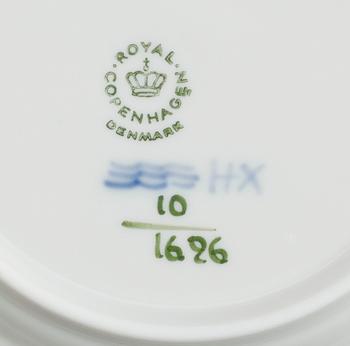 ROYAL
COPENHAGEN
DENMARK
HX
10
1626